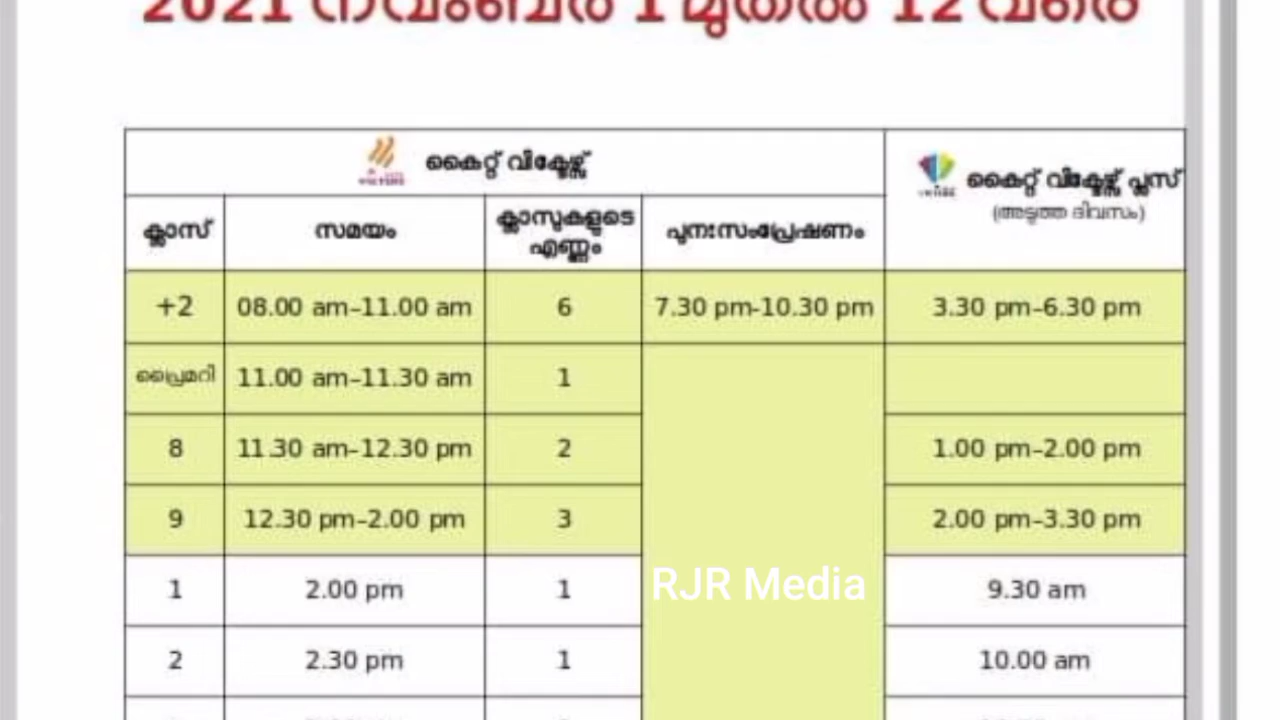 2021 നവംബർ 1 മുതൽ 12 വരെ
കൈറ്റ് വിക്ടേഴ്സ്
കൈറ്റ് വിക്ടേഴ്സ് പ്ലസ്
(അടുത്ത ദിവസം)
ക്ലാസ് സമയം ക്ലാസുകളുടെ എണ്ണം പുനഃസംപ്രേഷണം
+2 08.00 am–11.00 am 6 7.30 pm-10.30 pm 3.30 pm–6.30 pm
പ്രൈമറി 11.00 am–11.30 am 1
8 11.30 am–12.30 pm 2 1.00 pm–2.00 pm
9 12.30 pm–2.00 pm 3 2.00 pm–3.30 pm
1 2.00 pm 1 RJR Media 9.30 am
2 2.30 pm 1 10.00 am